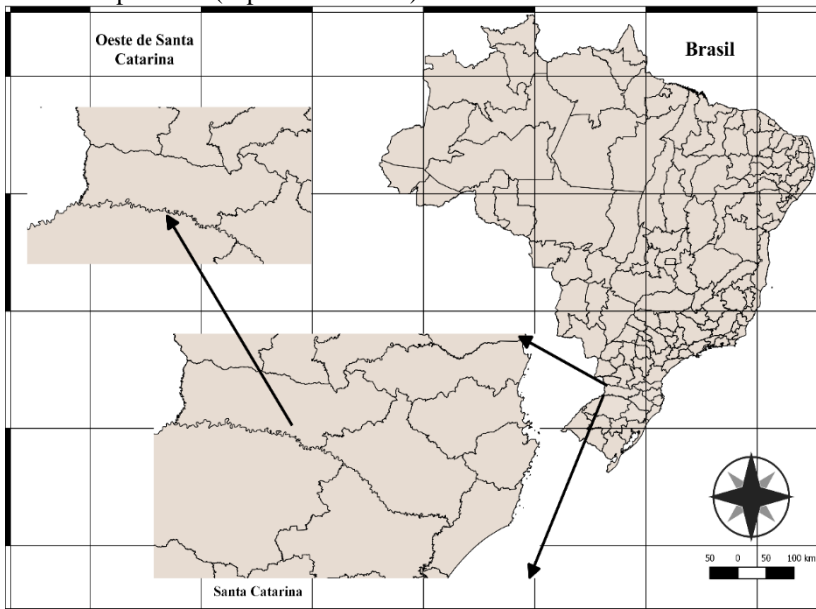 Oeste de Santa
Catarina
Brasil
50 0 50 100 km
Santa Catarina